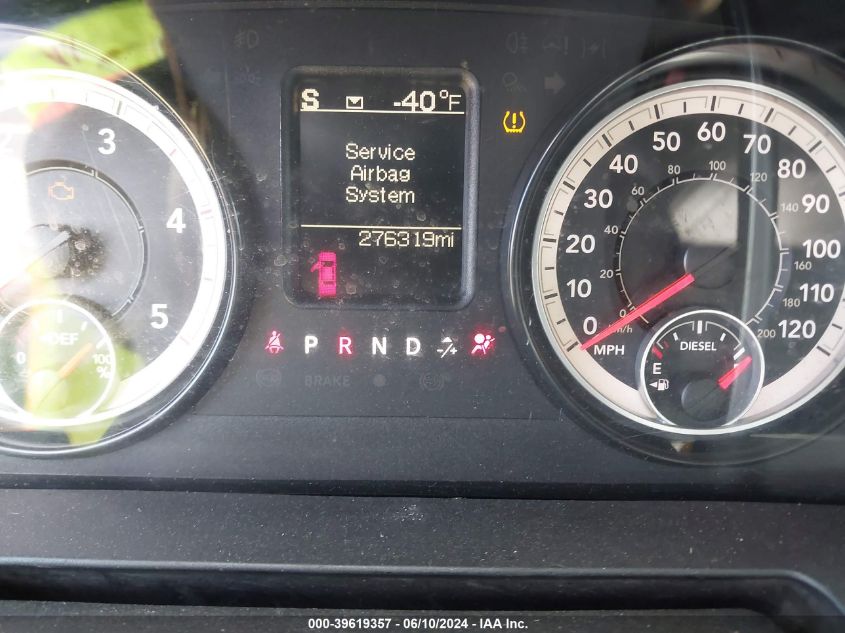 S -40°F
Service
Airbag
System
276319mi
P R N D
BRAKE
2 3 4 5
DEF
0 100
%
0 10 20 30 40 50 60 70 80 90 100 110 120
MPH
0 20 40 60 80 100 120 140 160 180 200
km/h
DIESEL
E
000-39619357 - 06/10/2024 - IAA Inc.